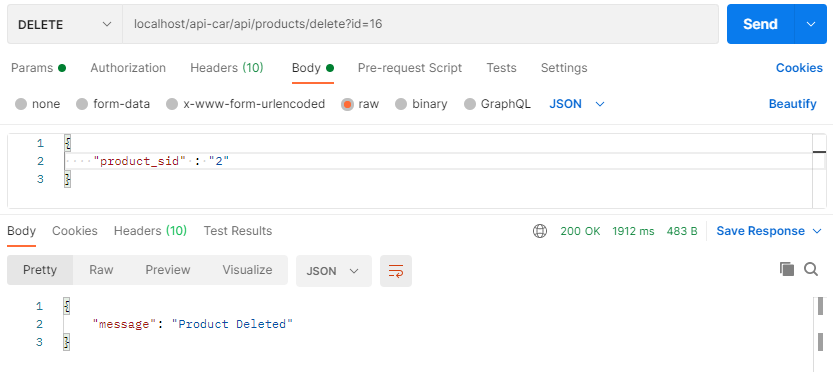 DELETE localhost/api-car/api/products/delete?id=16 Send
Params Authorization Headers (10) Body Pre-request Script Tests Settings Cookies
none form-data x-www-form-urlencoded raw binary GraphQL JSON Beautify
1 {
2 "product_sid" : "2"
3 }
Body Cookies Headers (10) Test Results 200 OK 1912 ms 483 B Save Response
Pretty Raw Preview Visualize JSON
1 {
2 "message": "Product Deleted"
3 }